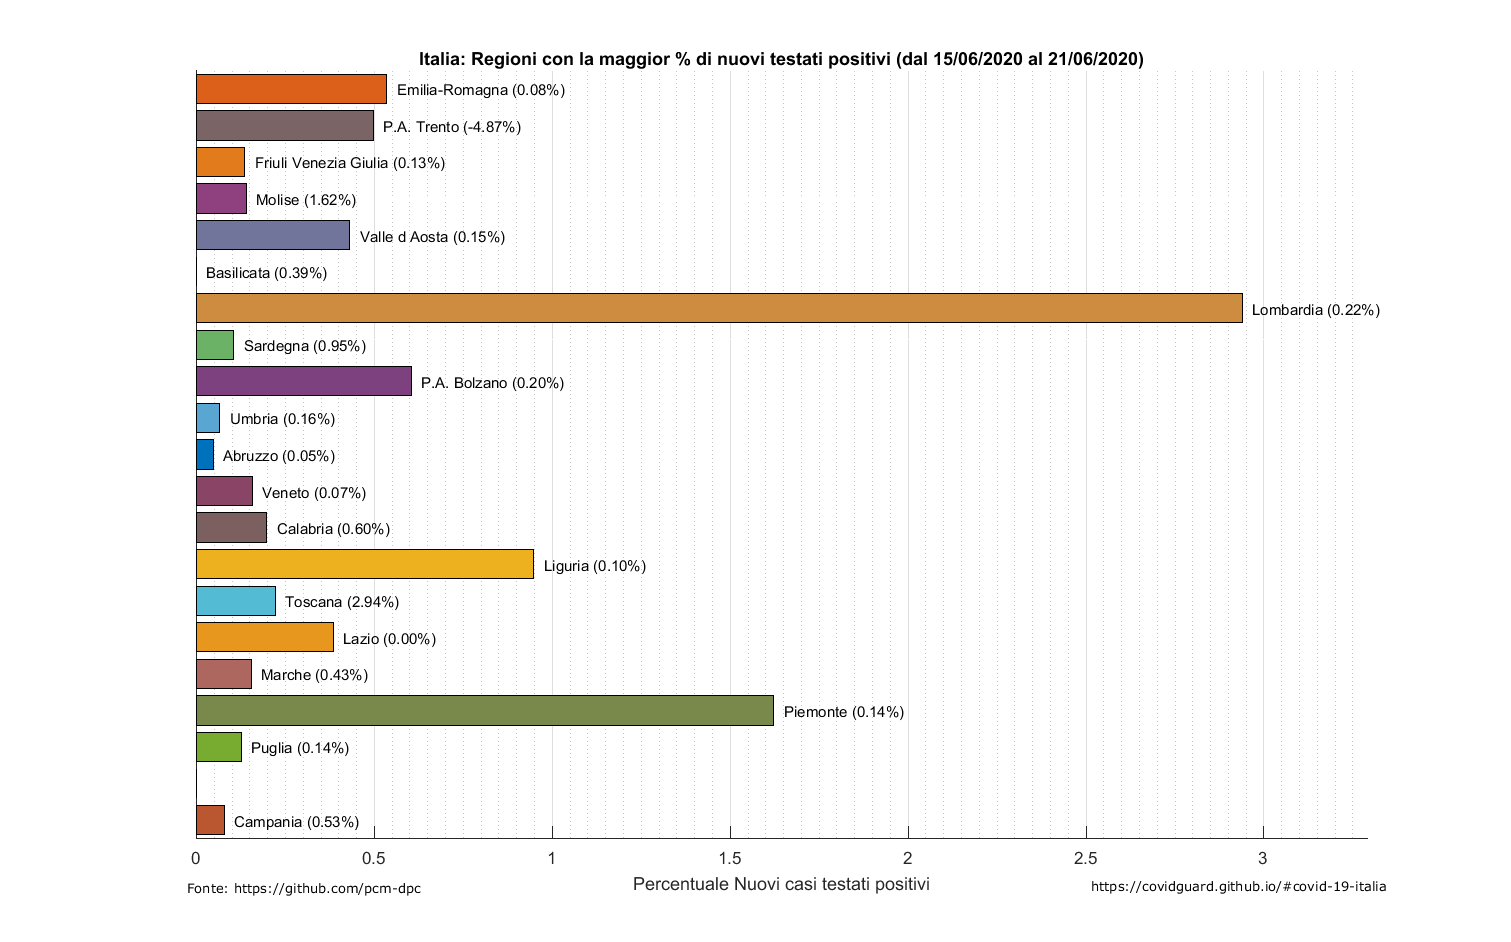 Italia: Regioni con la maggior % di nuovi testati positivi (dal 15/06/2020 al 21/06/2020)
Emilia-Romagna (0.08%)
P.A. Trento (-4.87%)
Friuli Venezia Giulia (0.13%)
Molise (1.62%)
Valle d Aosta (0.15%)
Basilicata (0.39%)
Lombardia (0.22%)
Sardegna (0.95%)
P.A. Bolzano (0.20%)
Umbria (0.16%)
Abruzzo (0.05%)
Veneto (0.07%)
Calabria (0.60%)
Liguria (0.10%)
Toscana (2.94%)
Lazio (0.00%)
Marche (0.43%)
Piemonte (0.14%)
Puglia (0.14%)
Campania (0.53%)
0 0.5 1 1.5 2 2.5 3
Percentuale Nuovi casi testati positivi
Fonte: https://github.com/pcm-dpc
https://covidguard.github.io/#covid-19-italia